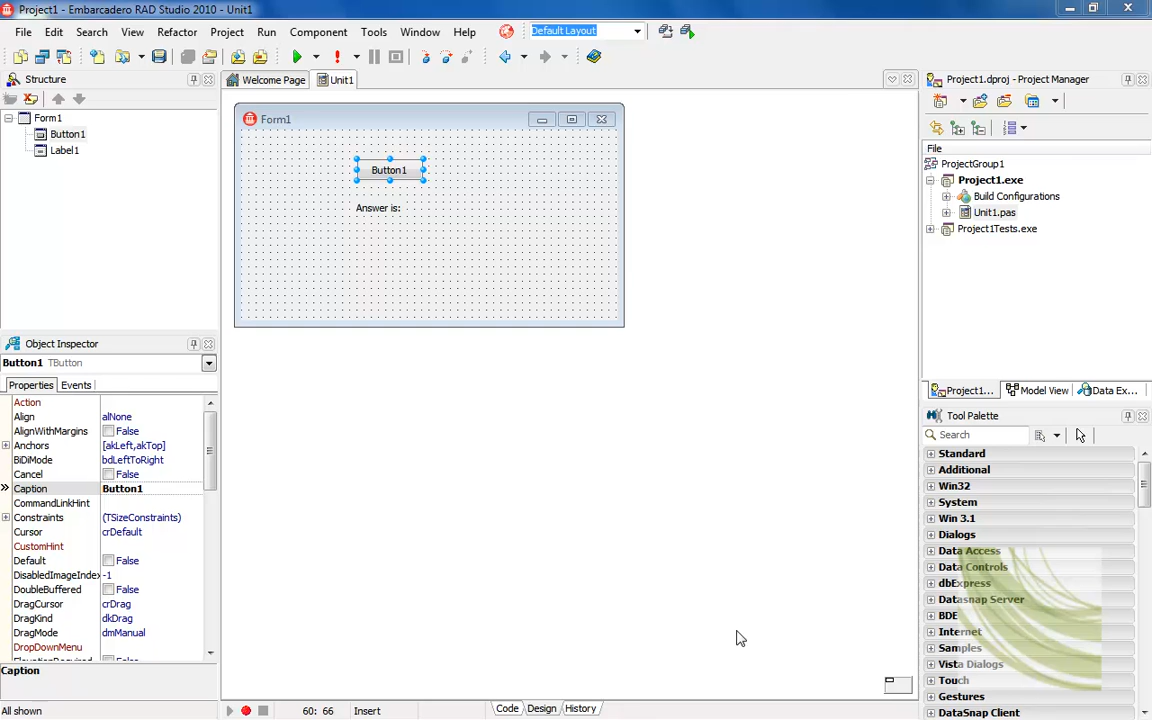 Project1 - Embarcadero RAD Studio 2010 - Unit1
File Edit Search View Refactor Project Run Component Tools Window Help
Default Layout
Structure
Form1
Button1
Label1
Welcome Page Unit1
Form1
Button1
Answer is:
Object Inspector
Button1 TButton
Properties Events
Action
Align alNone
AlignWithMargins False
Anchors [akLeft,akTop]
BiDiMode bdLeftToRight
Cancel False
Caption Button1
CommandLinkHint
Constraints (TSizeConstraints)
Cursor crDefault
CustomHint
Default False
DisabledImageIndex -1
DoubleBuffered False
DragCursor crDrag
DragKind dkDrag
DragMode dmManual
DropDownMenu
Caption
All shown
60: 66 Insert
Code Design History
Project1.dproj - Project Manager
File
ProjectGroup1
Project1.exe
Build Configurations
Unit1.pas
Project1Tests.exe
Project1... Model View Data Ex...
Tool Palette
Search
Standard
Additional
Win32
System
Win 3.1
Dialogs
Data Access
Data Controls
dbExpress
Datasnap Server
BDE
Internet
Samples
Vista Dialogs
Touch
Gestures
DataSnap Client